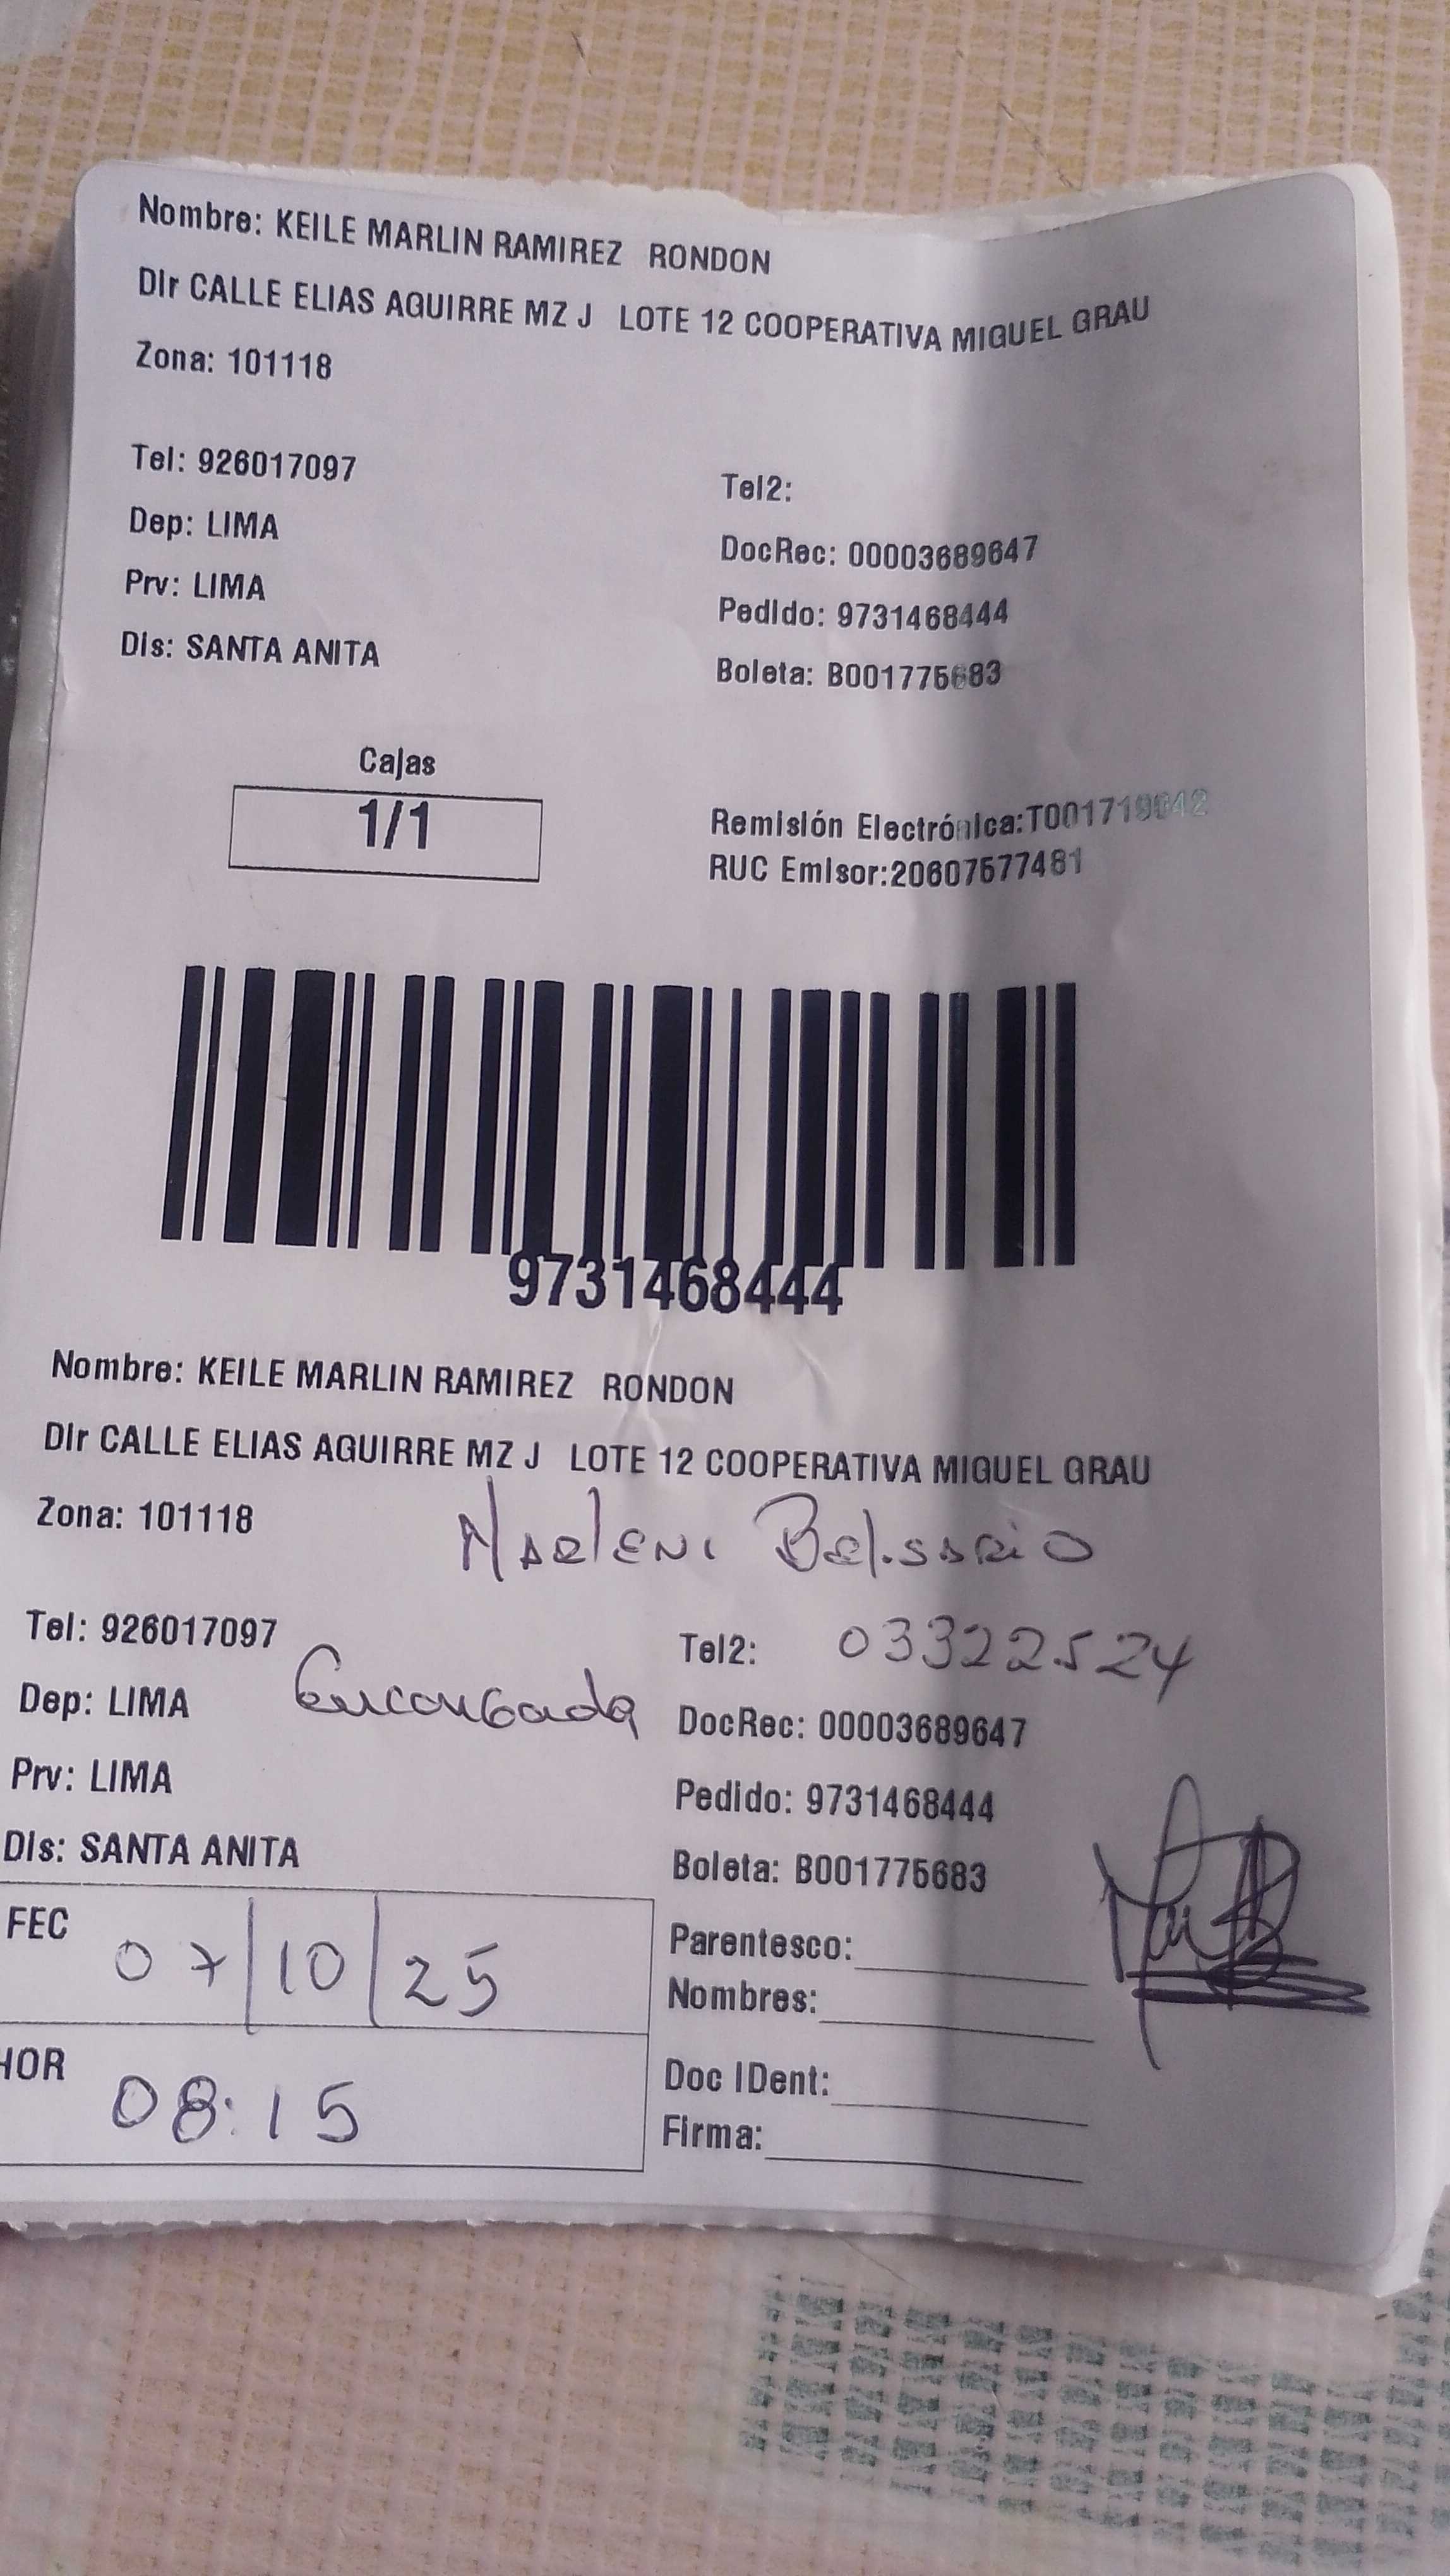 Nombre: KEILE MARLIN RAMIREZ RONDON
Dir CALLE ELIAS AGUIRRE MZ J LOTE 12 COOPERATIVA MIGUEL GRAU
Zona: 101118
Tel: 926017097
Tel2:
Dep: LIMA
DocRec: 00003689647
Prv: LIMA
Pedido: 9731468444
Dis: SANTA ANITA
Boleta: B001775683
Cajas
1/1
Remisión Electrónica:T001719042
RUC Emisor:20607577481
9731468444
Nombre: KEILE MARLIN RAMIREZ RONDON
Dir CALLE ELIAS AGUIRRE MZ J LOTE 12 COOPERATIVA MIGUEL GRAU
Zona: 101118
MARLENI BELISARIO
Tel: 926017097
Tel2: 03322524
Dep: LIMA
Encargada
DocRec: 00003689647
Prv: LIMA
Pedido: 9731468444
Dis: SANTA ANITA
Boleta: B001775683
FEC 07/10/25
Parentesco:
Nombres:
HOR 08:15
Doc IDent:
Firma: